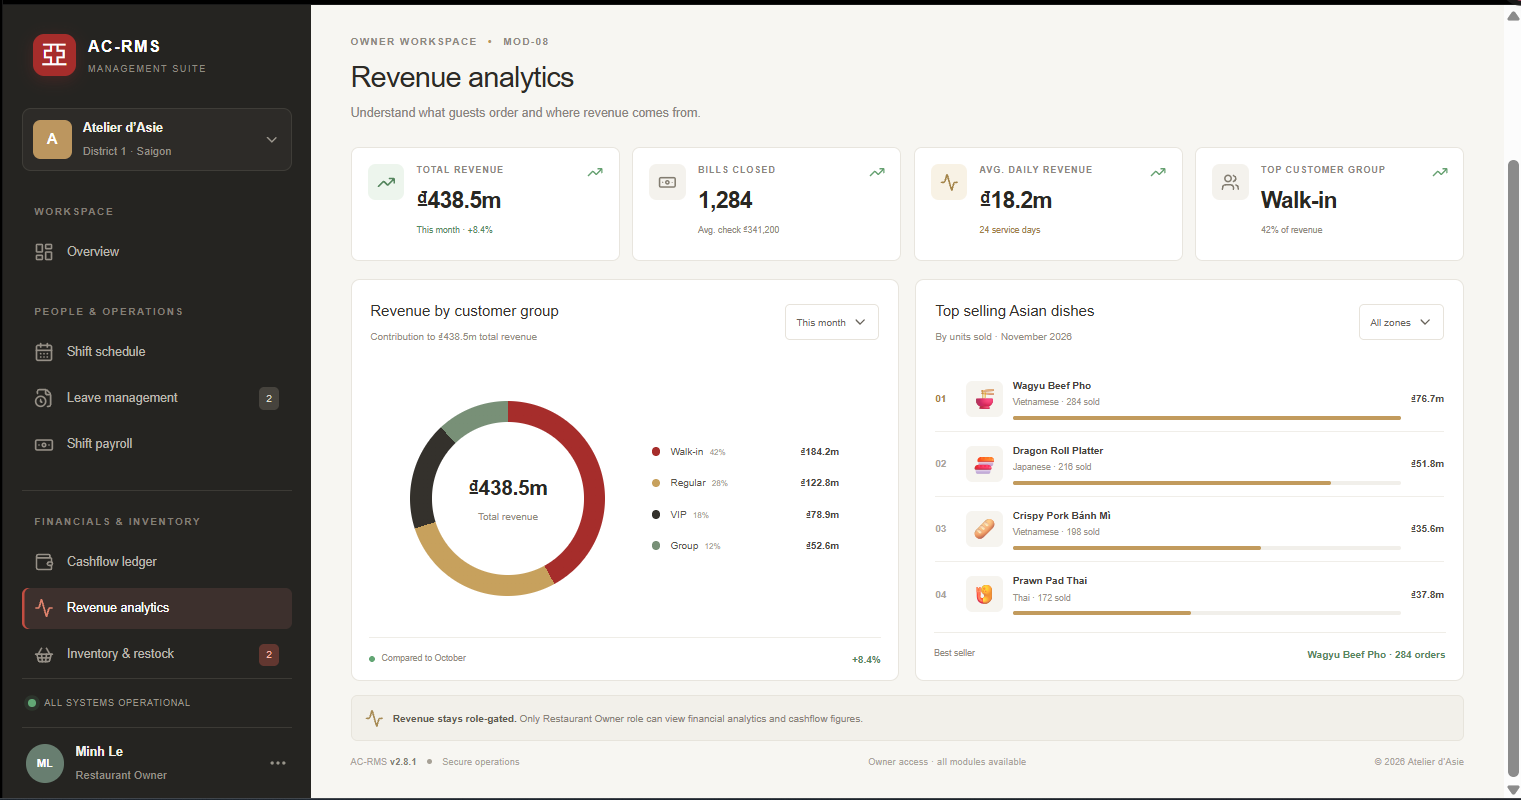 AC-RMS
MANAGEMENT SUITE
A
Atelier d'Asie
District 1 · Saigon
WORKSPACE
Overview
PEOPLE & OPERATIONS
Shift schedule
Leave management 2
Shift payroll
FINANCIALS & INVENTORY
Cashflow ledger
Revenue analytics
Inventory & restock 2
ALL SYSTEMS OPERATIONAL
ML
Minh Le
Restaurant Owner
OWNER WORKSPACE • MOD-08
Revenue analytics
Understand what guests order and where revenue comes from.
TOTAL REVENUE
₫438.5m
This month · +8.4%
BILLS CLOSED
1,284
Avg. check ₫341,200
AVG. DAILY REVENUE
₫18.2m
24 service days
TOP CUSTOMER GROUP
Walk-in
42% of revenue
Revenue by customer group
Contribution to ₫438.5m total revenue
This month
₫438.5m
Total revenue
Walk-in 42% ₫184.2m
Regular 28% ₫122.8m
VIP 18% ₫78.9m
Group 12% ₫52.6m
Compared to October +8.4%
Top selling Asian dishes
By units sold · November 2026
All zones
01 Wagyu Beef Pho ₫76.7m
Vietnamese · 284 sold
02 Dragon Roll Platter ₫51.8m
Japanese · 216 sold
03 Crispy Pork Bánh Mì ₫35.6m
Vietnamese · 198 sold
04 Prawn Pad Thai ₫37.8m
Thai · 172 sold
Best seller Wagyu Beef Pho · 284 orders
Revenue stays role-gated. Only Restaurant Owner role can view financial analytics and cashflow figures.
AC-RMS v2.8.1 Secure operations
Owner access · all modules available
© 2026 Atelier d'Asie